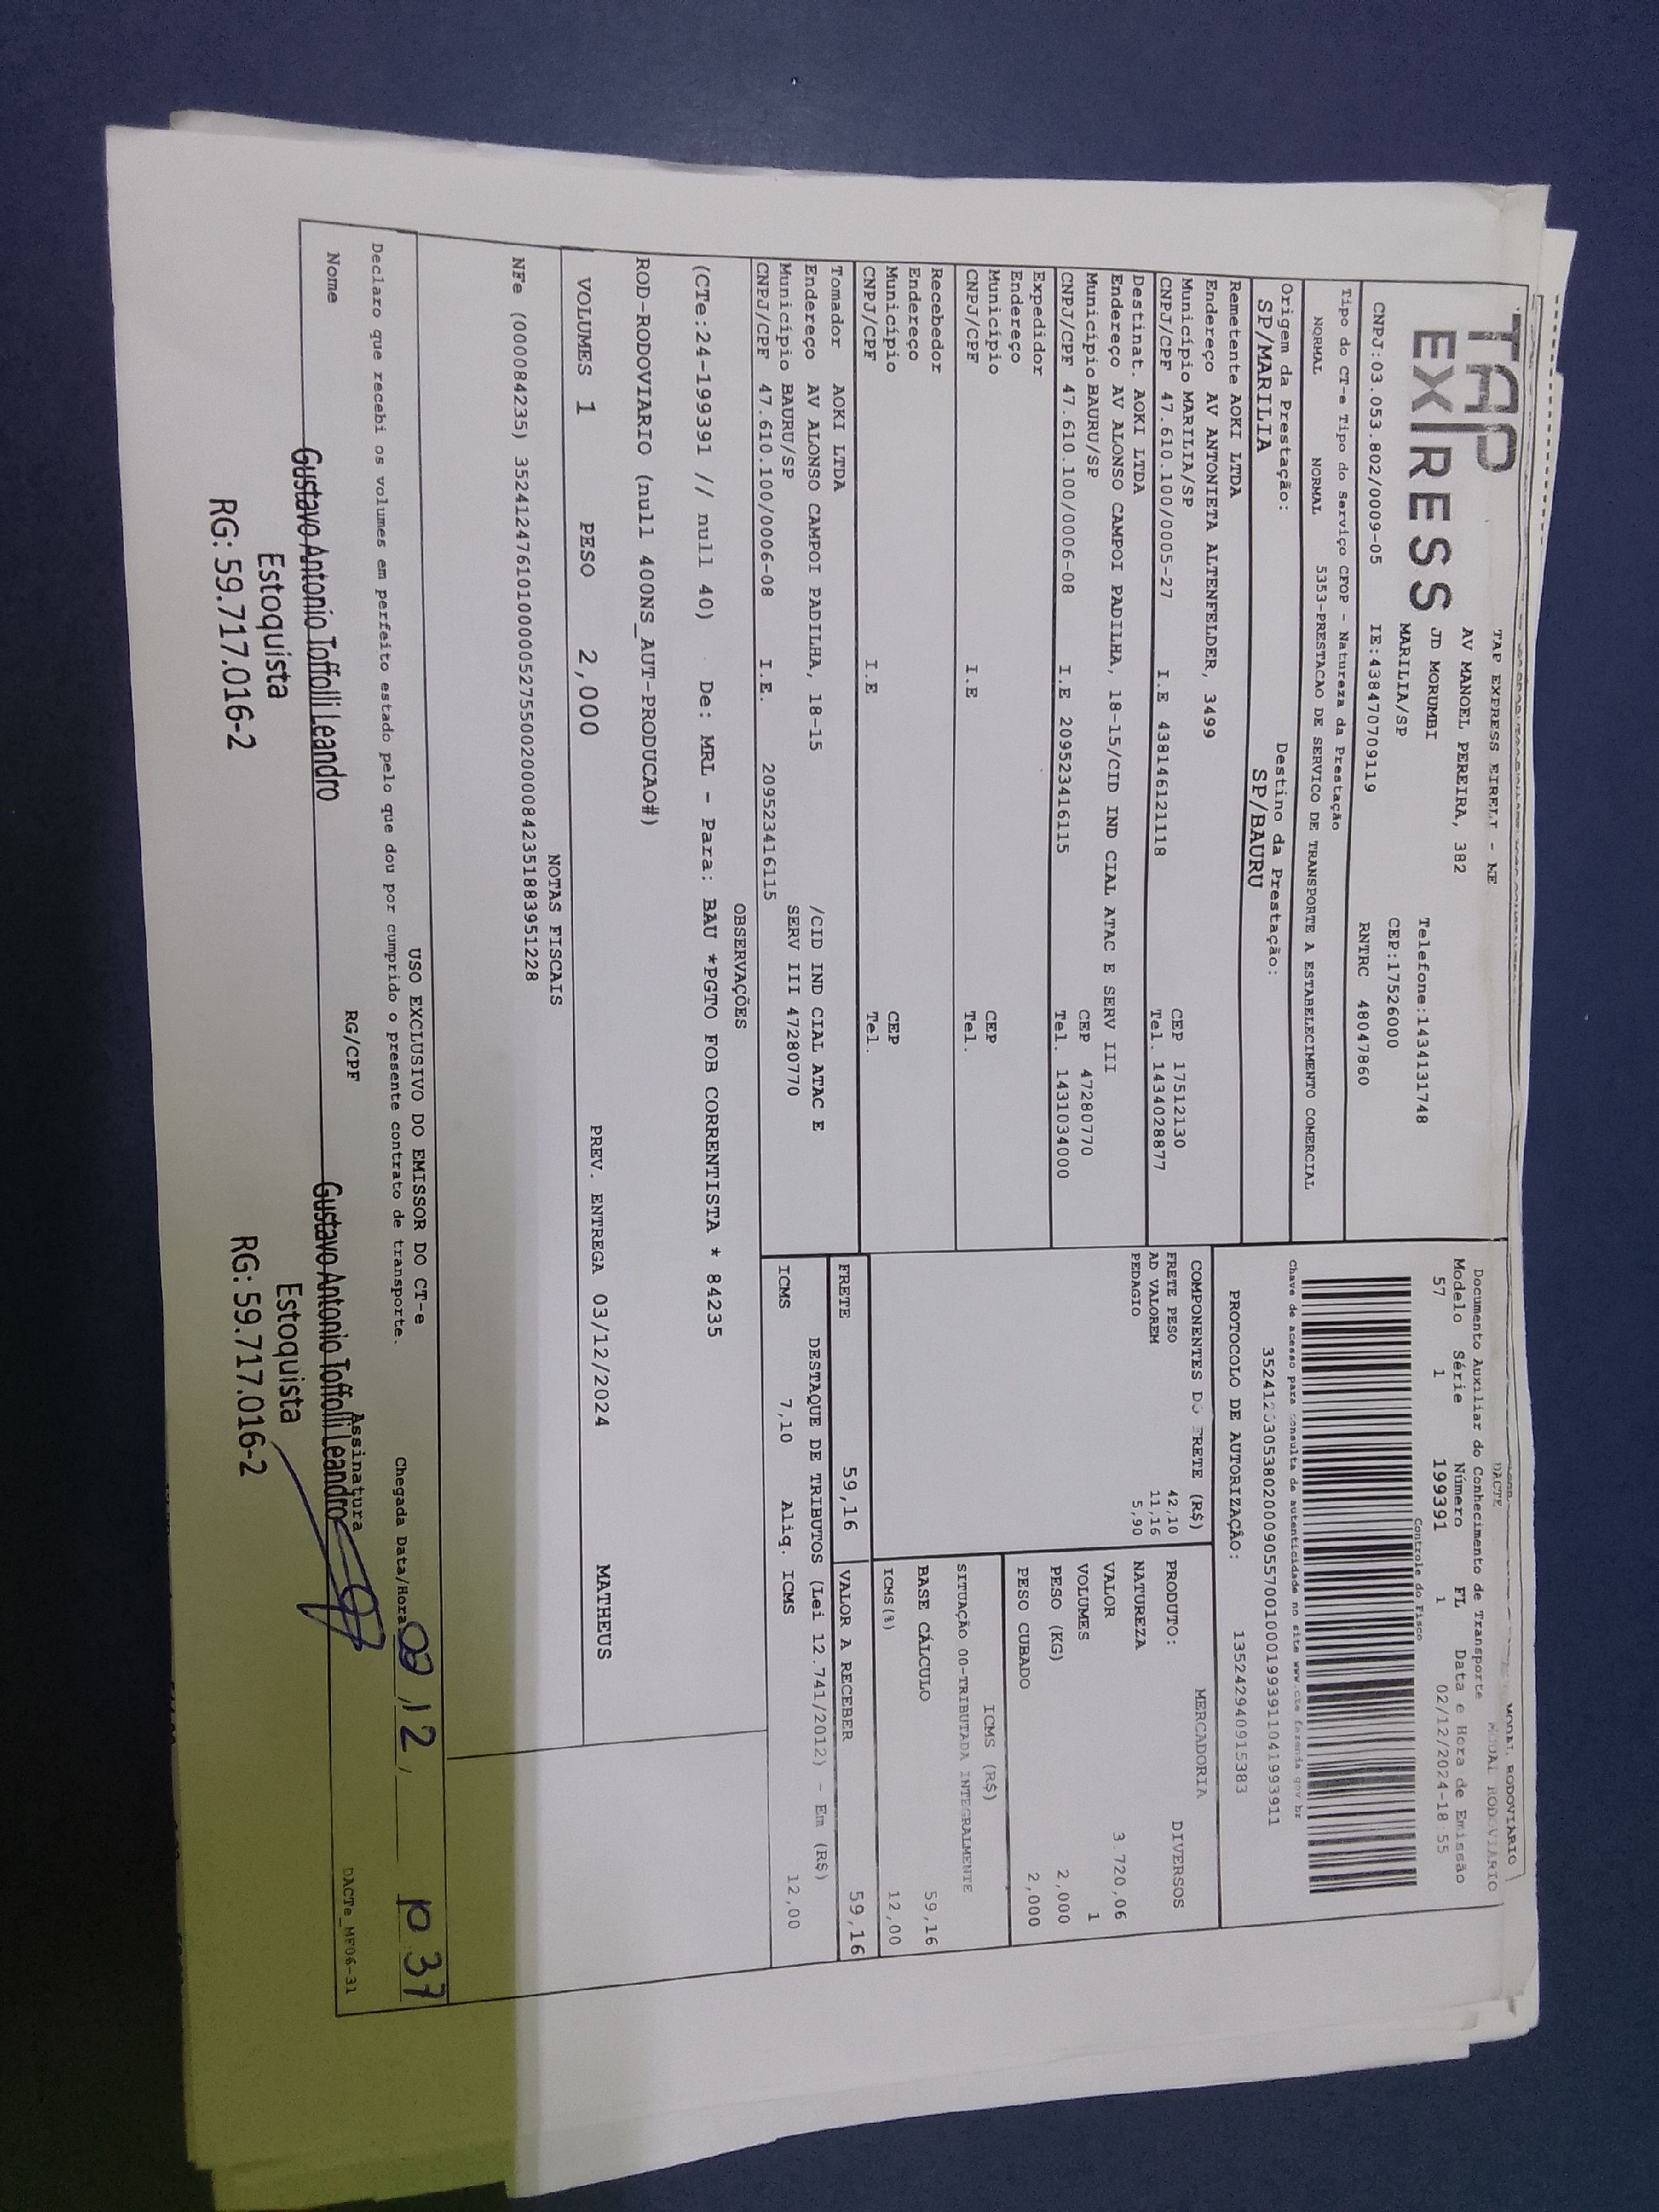 TAP
EXPRESS
TAP EXPRESS EIRELI - ME
AV MANOEL PEREIRA, 382
JD MORUMBI
MARILIA/SP
Telefone:1434131748
CEP:17526000
CNPJ:03.053.802/0009-05 IE:438470709119 RNTRC 48047860
MODAL RODOVIARIO
MODAL RODOVIARIO
DACTE
Documento Auxiliar do Conhecimento de Transporte
Modelo Série Número FL Data e Hora de Emissão
57 1 199391 1 02/12/2024-18:55
Controle do Fisco
Chave de acesso para consulta de autenticidade no site www.cte.fazenda.gov.br
PROTOCOLO DE AUTORIZAÇÃO: 135242940915383
Tipo do CT-e Tipo do serviço CFOP - Natureza da Prestação
NORMAL NORMAL 5353-PRESTACAO DE SERVICO DE TRANSPORTE A ESTABELECIMENTO COMERCIAL
Origem da Prestação: Destino da Prestação:
SP/MARILIA SP/BAURU
Remetente AOKI LTDA
Endereço AV ANTONIETA ALTENFELDER, 3499
Município MARILIA/SP CEP 17512130
CNPJ/CPF 47.610.100/0005-27 I.E 438146121118 Tel. 1434028877
Destinat. AOKI LTDA
Endereço AV ALONSO CAMPOI PADILHA, 18-15/CID IND CIAL ATAC E SERV III
Município BAURU/SP CEP 47280770
CNPJ/CPF 47.610.100/0006-08 I.E 209523416115 Tel. 1431034000
Expedidor
Endereço
Município CEP
CNPJ/CPF I.E Tel.
Recebedor
Endereço
Município CEP
CNPJ/CPF I.E Tel.
Tomador AOKI LTDA
Endereço AV ALONSO CAMPOI PADILHA, 18-15 /CID IND CIAL ATAC E
Município BAURU/SP SERV III 47280770
CNPJ/CPF 47.610.100/0006-08 I.E. 209523416115
COMPONENTES DO FRETE (R$)
FRETE PESO 42,10
AD VALOREM 11,16
PEDAGIO 5,90
MERCADORIA
PRODUTO: DIVERSOS
NATUREZA
VALOR 3.720,06
VOLUMES 1
PESO (KG) 2,000
PESO CUBADO 2,000
ICMS (R$)
SITUAÇÃO 00-TRIBUTADA INTEGRALMENTE
BASE CÁLCULO 59,16
ICMS(%) 12,00
FRETE 59,16 VALOR A RECEBER 59,16
DESTAQUE DE TRIBUTOS (Lei 12.741/2012) - Em (R$)
ICMS 7,10 Aliq. ICMS 12,00
OBSERVAÇÕES
(CTe:24-199391 // null 40) De: MRL - Para: BAU *PGTO FOB CORRENTISTA * 84235
ROD-RODOVIARIO (null 400NS_AUT-PRODUCAO#)
VOLUMES 1 PESO 2,000 PREV. ENTREGA 03/12/2024 MATHEUS
NOTAS FISCAIS
NFe (000084235) 35241247610100000527550020000842351883951228
USO EXCLUSIVO DO EMISSOR DO CT-e
Declaro que recebi os volumes em perfeito estado pelo que dou por cumprido o presente contrato de transporte.
Chegada Data/Hora 12 10 37
Nome RG/CPF Assinatura
DACTe_MF06-31
Gustavo Antonio Toffolli Leandro
Estoquista
RG: 59.717.016-2
Gustavo Antonio Toffolli Leandro
Estoquista
RG: 59.717.016-2